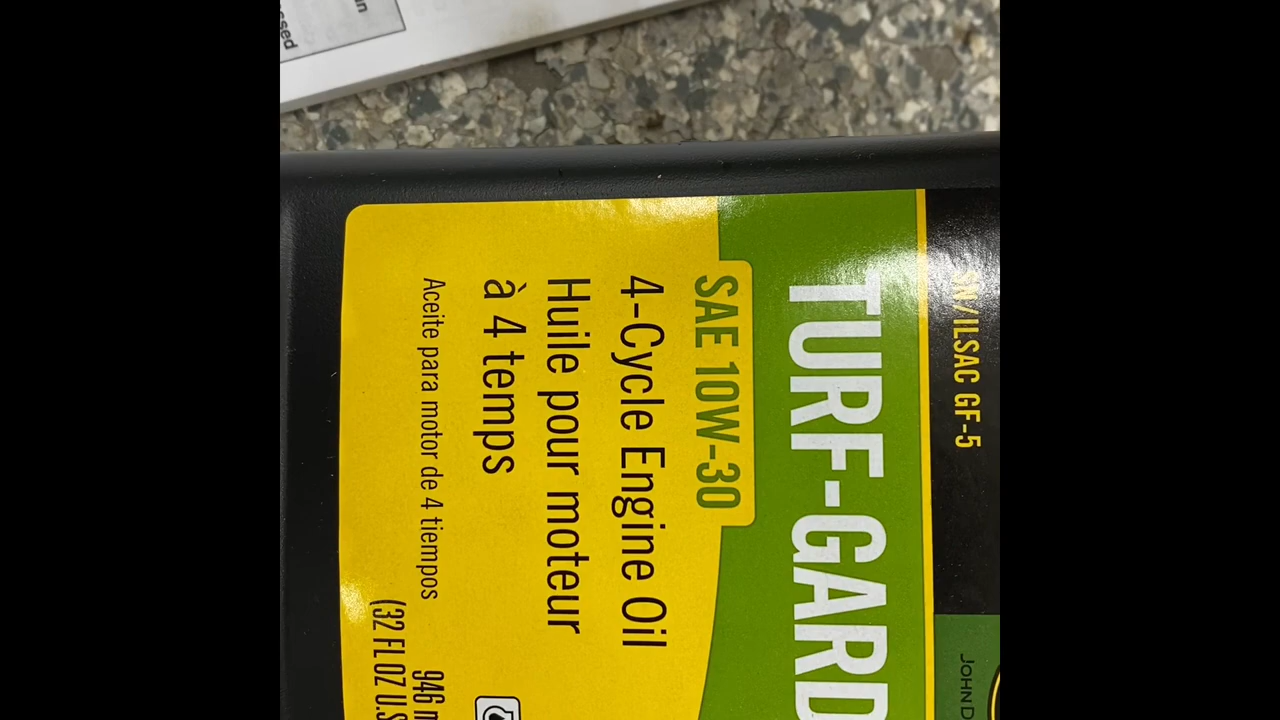 SN/ILSAC GF-5
JOHN D
TURF-GARD
SAE 10W-30
4-Cycle Engine Oil
Huile pour moteur
à 4 temps
Aceite para motor de 4 tiempos
946 m
(32 FL OZ U.S